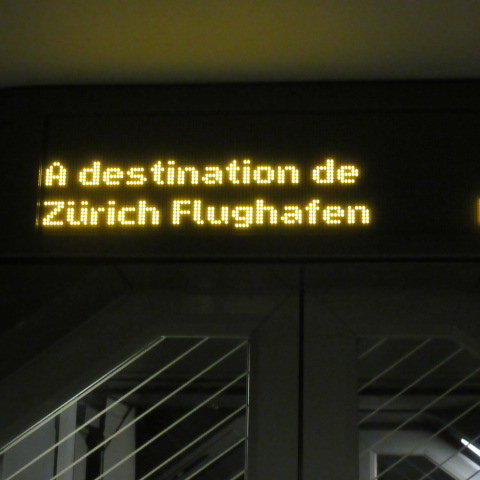 A destination de
Zürich Flughafen